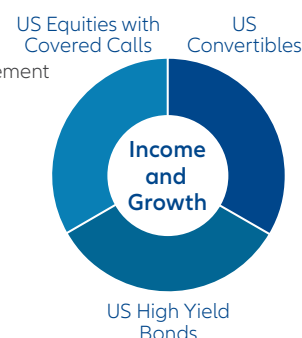 US Equities with
Covered Calls
US
Convertibles
ement
Income
and
Growth
US High Yield
Bonds